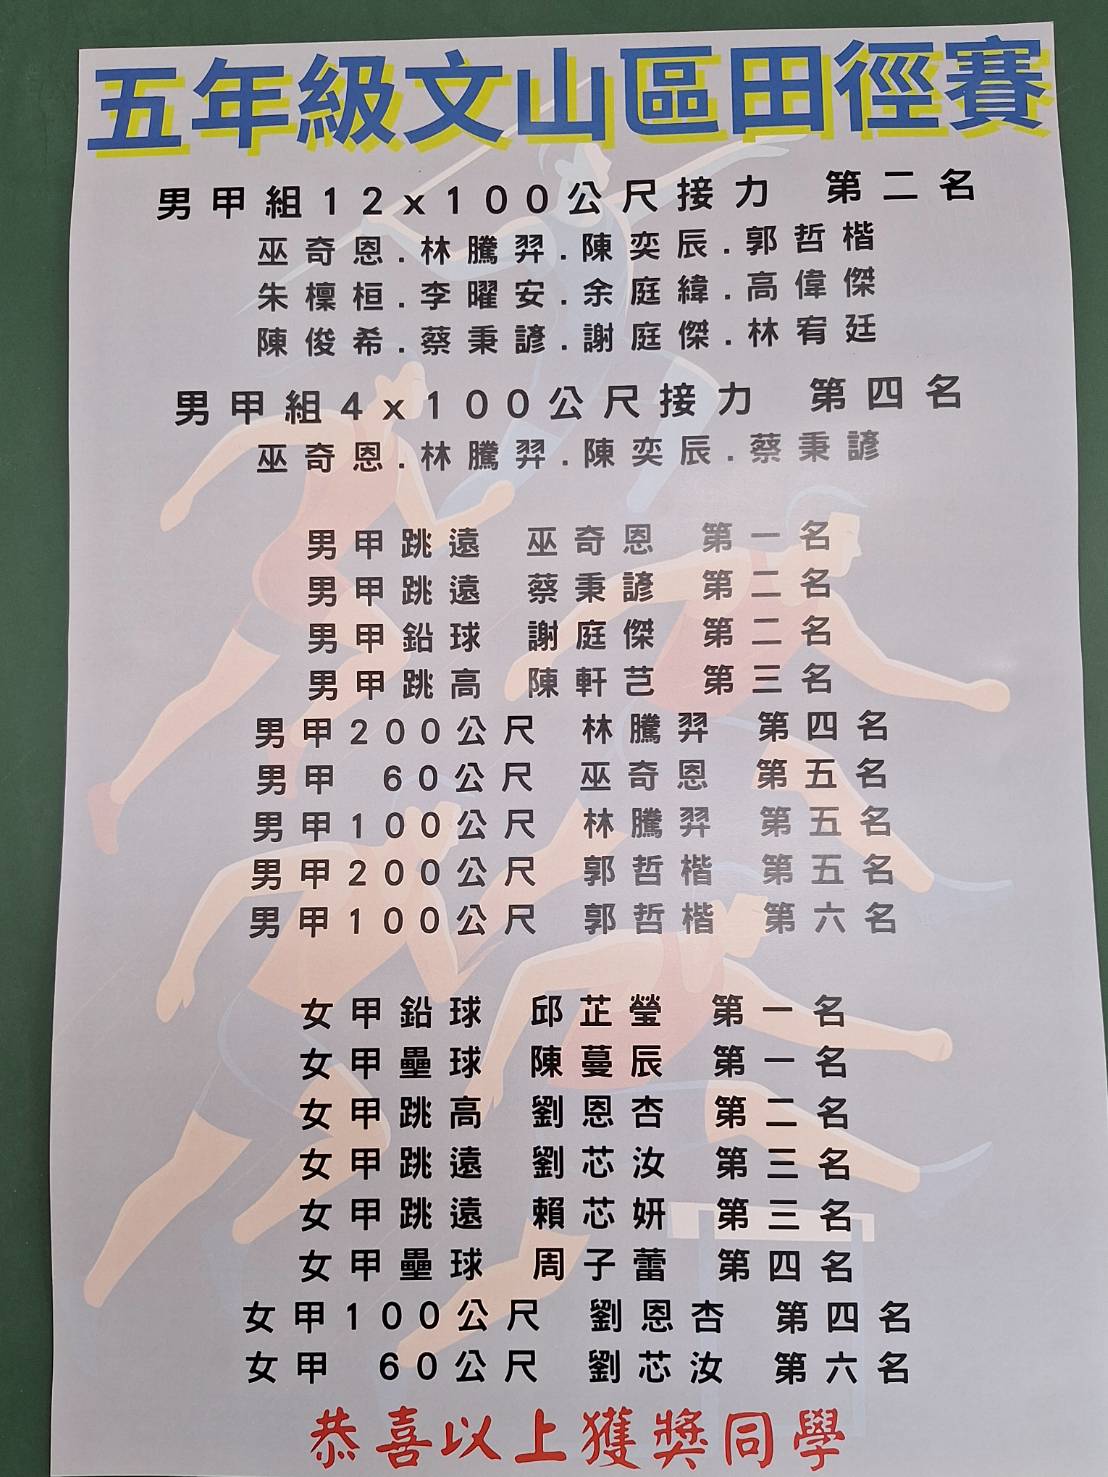 五年級文山區田徑賽
男甲組12x100公尺接力 第二名
巫奇恩.林騰羿.陳奕辰.郭哲楷
朱檁桓.李曜安.余庭緯.高偉傑
陳俊希.蔡秉諺.謝庭傑.林宥廷
男甲組4x100公尺接力 第四名
巫奇恩.林騰羿.陳奕辰.蔡秉諺
男甲跳遠 巫奇恩 第一名
男甲跳遠 蔡秉諺 第二名
男甲鉛球 謝庭傑 第二名
男甲跳高 陳軒芑 第三名
男甲200公尺 林騰羿 第四名
男甲 60公尺 巫奇恩 第五名
男甲100公尺 林騰羿 第五名
男甲200公尺 郭哲楷 第五名
男甲100公尺 郭哲楷 第六名
女甲鉛球 邱芷瑩 第一名
女甲壘球 陳蔓辰 第一名
女甲跳高 劉恩杏 第二名
女甲跳遠 劉芯汝 第三名
女甲跳遠 賴芯妍 第三名
女甲壘球 周子蕾 第四名
女甲100公尺 劉恩杏 第四名
女甲 60公尺 劉芯汝 第六名
恭喜以上獲獎同學